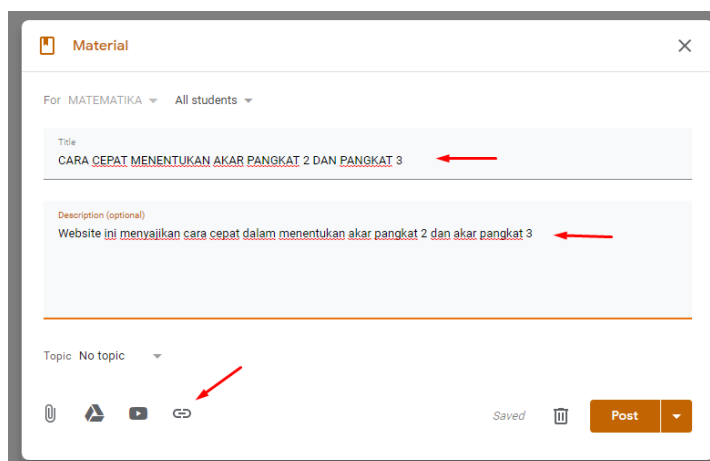 Material
For MATEMATIKA All students
Title
CARA CEPAT MENENTUKAN AKAR PANGKAT 2 DAN PANGKAT 3
Description (optional)
Website ini menyajikan cara cepat dalam menentukan akar pangkat 2 dan akar pangkat 3
Topic No topic
Saved Post